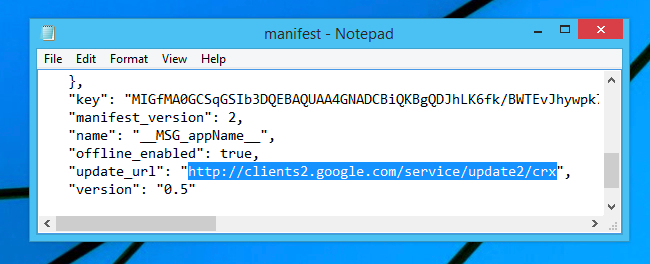 manifest - Notepad
File Edit Format View Help
},
"key": "MIGfMA0GCSqGSIb3DQEBAQUAA4GNADCBiQKBgQDJhLK6fk/BWTEvJhywpk
"manifest_version": 2,
"name": "__MSG_appName__",
"offline_enabled": true,
"update_url": "http://clients2.google.com/service/update2/crx",
"version": "0.5"